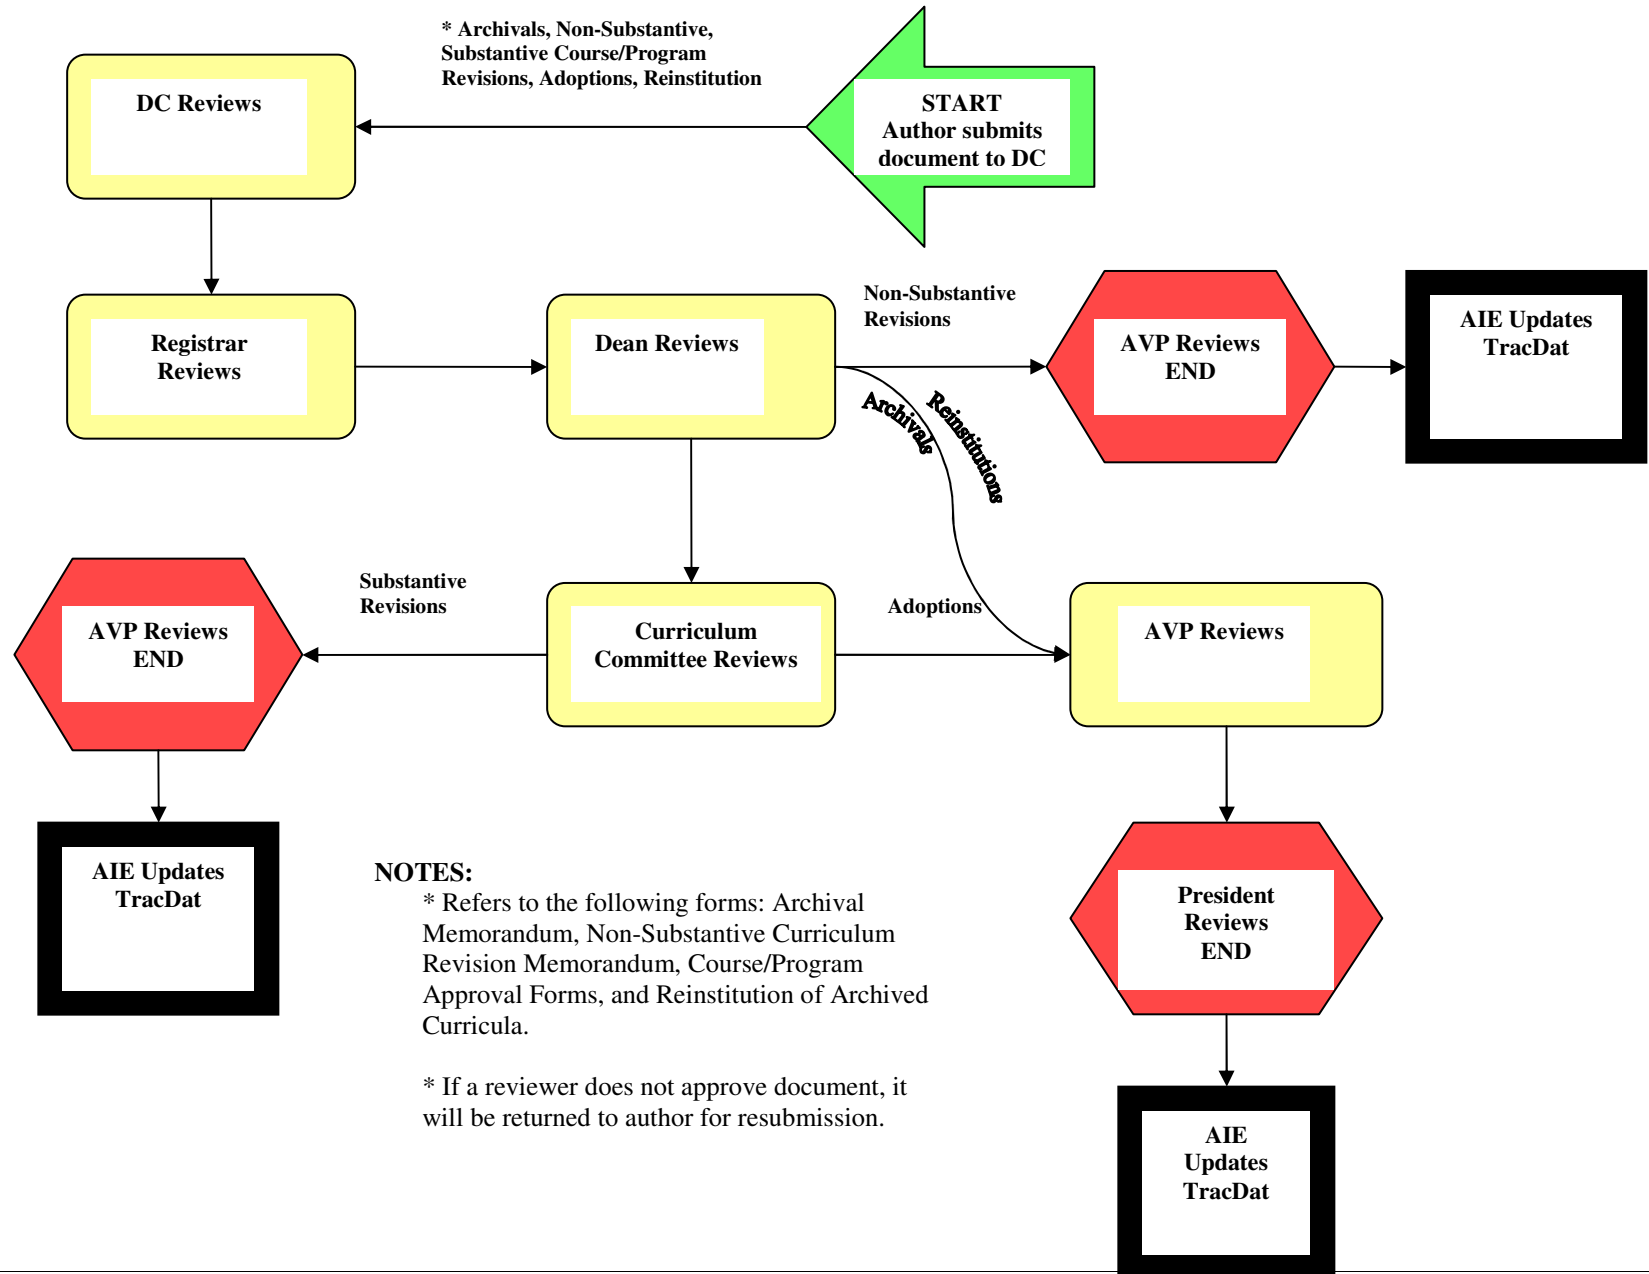 * Archivals, Non-Substantive,
Substantive Course/Program
Revisions, Adoptions, Reinstitution
START
Author submits
document to DC
DC Reviews
Registrar
Reviews
Dean Reviews
Non-Substantive
Revisions
AVP Reviews
END
AIE Updates
TracDat
Archivals
Reinstitutions
Substantive
Revisions
AVP Reviews
END
Curriculum
Committee Reviews
Adoptions
AVP Reviews
AIE Updates
TracDat
NOTES:
* Refers to the following forms: Archival
Memorandum, Non-Substantive Curriculum
Revision Memorandum, Course/Program
Approval Forms, and Reinstitution of Archived
Curricula.
* If a reviewer does not approve document, it
will be returned to author for resubmission.
President
Reviews
END
AIE
Updates
TracDat